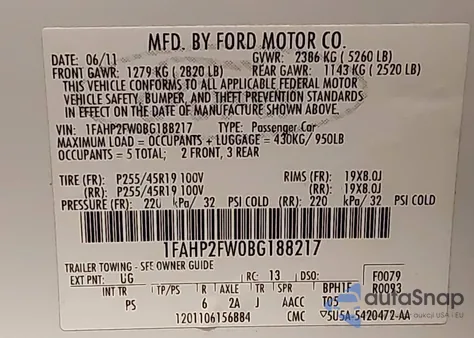 MFD. BY FORD MOTOR CO.
DATE: 06/11 GVWR: 2386 KG ( 5260 LB)
FRONT GAWR: 1279 KG ( 2820 LB) REAR GAWR: 1143 KG ( 2520 LB)
THIS VEHICLE CONFORMS TO ALL APPLICABLE FEDERAL MOTOR
VEHICLE SAFETY, BUMPER, AND THEFT PREVENTION STANDARDS
IN EFFECT ON THE DATE OF MANUFACTURE SHOWN ABOVE.
VIN: 1FAHP2FW0BG188217 TYPE: Passenger Car
MAXIMUM LOAD = OCCUPANTS + LUGGAGE = 430KG/ 950LB
OCCUPANTS = 5 TOTAL; 2 FRONT, 3 REAR
TIRE (FR): P255/45R19 100V RIMS (FR): 19X8.0J
(RR): P255/45R19 100V (RR): 19X8.0J
PRESSURE (FR): 220 kPa/ 32 PSI COLD (RR): 220 kPa/ 32 PSI COLD
1FAHP2FW0BG188217
TRAILER TOWING - SEE OWNER GUIDE F0079
EXT PNT: UG RC: 13 DSO: BPH1F R0093
INT TR TP/PS R AXLE TR J T05
PS 6 2A J AACC
1201106156884 CMC 5U5A-5420472-AA
autoSnap
aukcji USA i EU